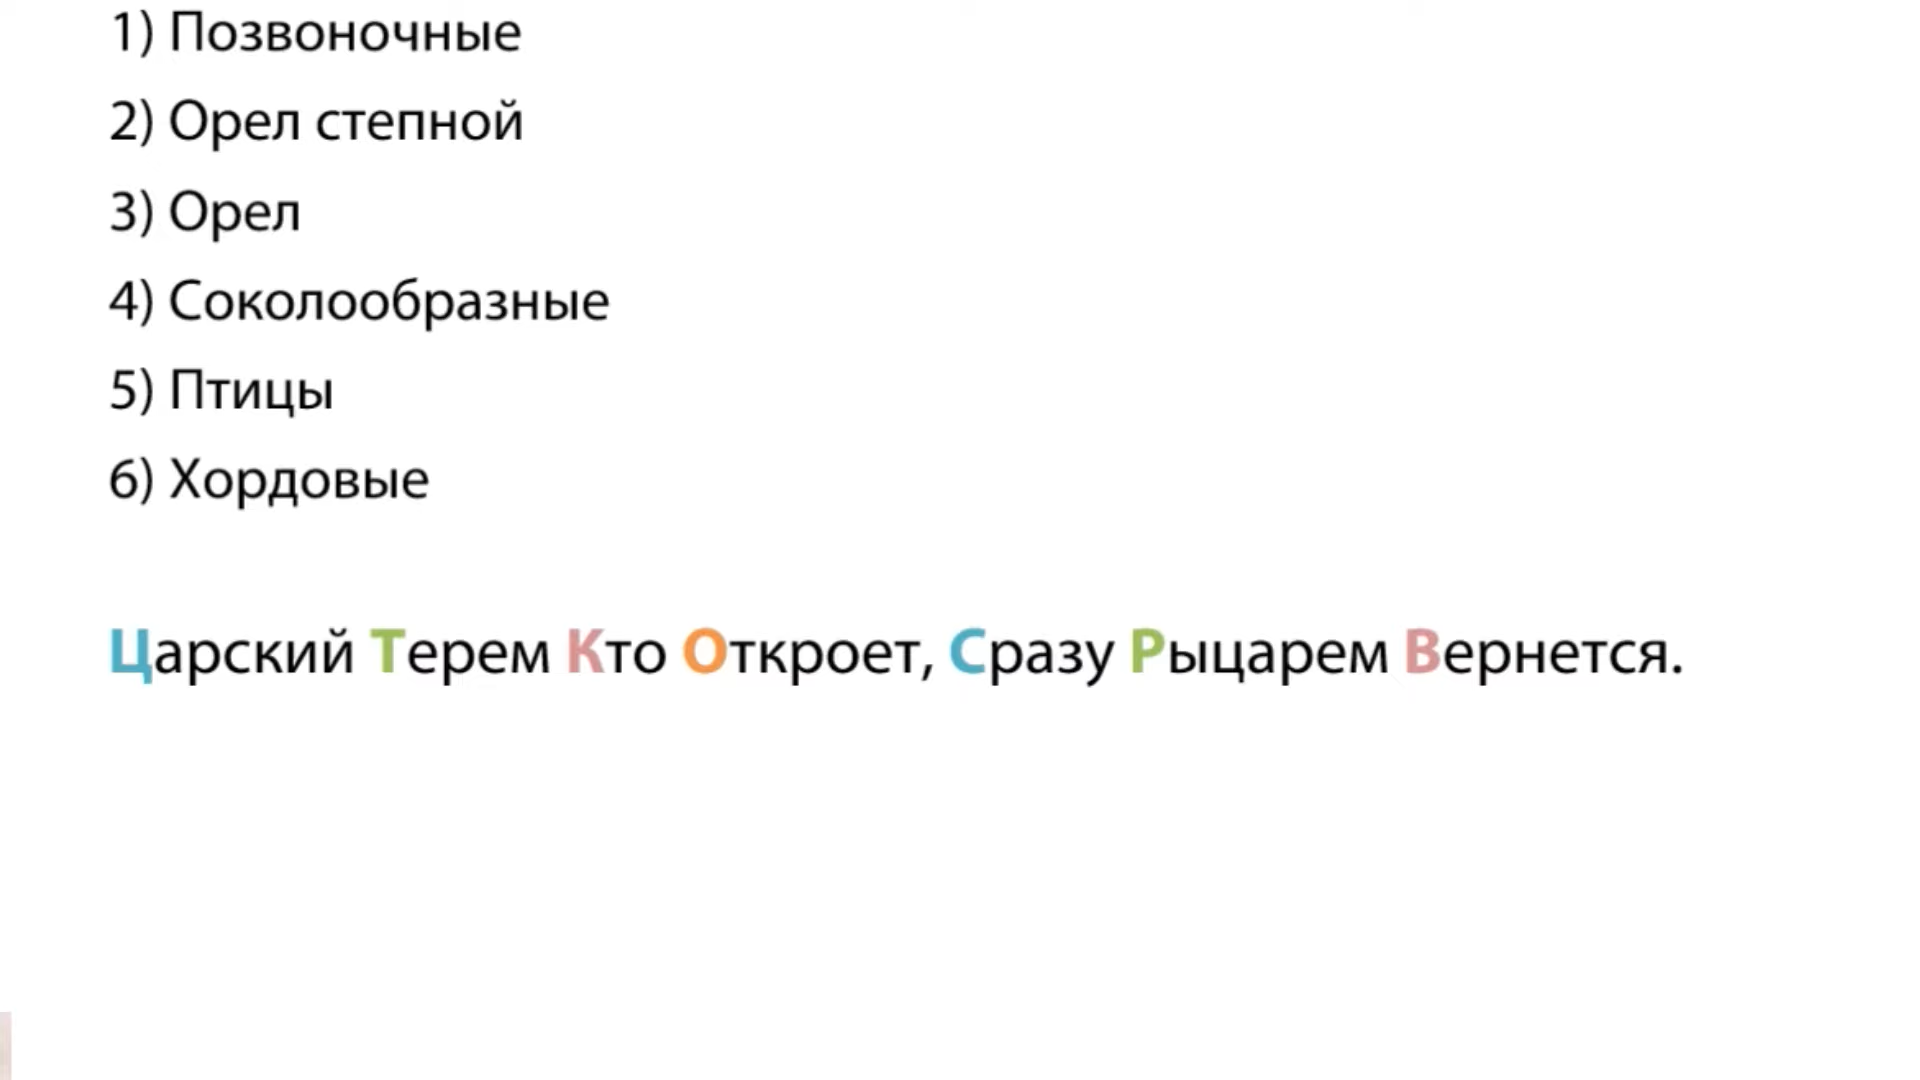 1) Позвоночные
2) Орел степной
3) Орел
4) Соколообразные
5) Птицы
6) Хордовые
Царский Терем Кто Откроет, Сразу Рыцарем Вернется.